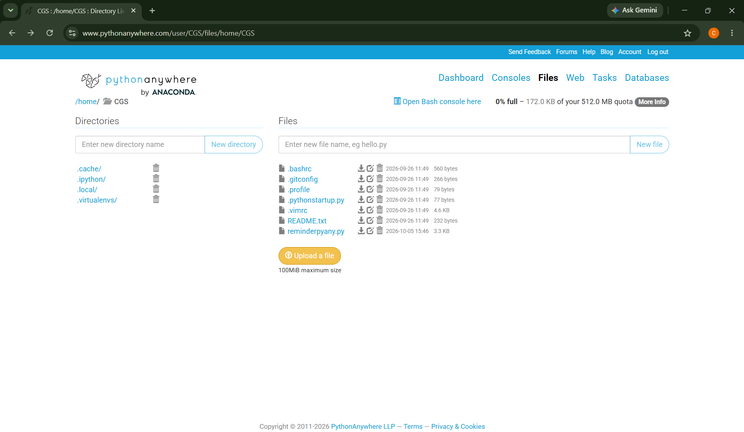 CGS : /home/CGS : Directory Lis
Ask Gemini
www.pythonanywhere.com/user/CGS/files/home/CGS
C
Send Feedback Forums Help Blog Account Log out
pythonanywhere
by ANACONDA.
Dashboard Consoles Files Web Tasks Databases
/home/ CGS
Open Bash console here 0% full – 172.0 KB of your 512.0 MB quota More Info
Directories
Enter new directory name New directory
.cache/
.ipython/
.local/
.virtualenvs/
Files
Enter new file name, eg hello.py New file
.bashrc 2026-09-26 11:49 560 bytes
.gitconfig 2026-09-26 11:49 266 bytes
.profile 2026-09-26 11:49 79 bytes
.pythonstartup.py 2026-09-26 11:49 77 bytes
.vimrc 2026-09-26 11:49 4.6 KB
README.txt 2026-09-26 11:49 232 bytes
reminderpyany.py 2026-10-05 15:46 3.3 KB
Upload a file
100MiB maximum size
Copyright © 2011-2026 PythonAnywhere LLP — Terms — Privacy & Cookies